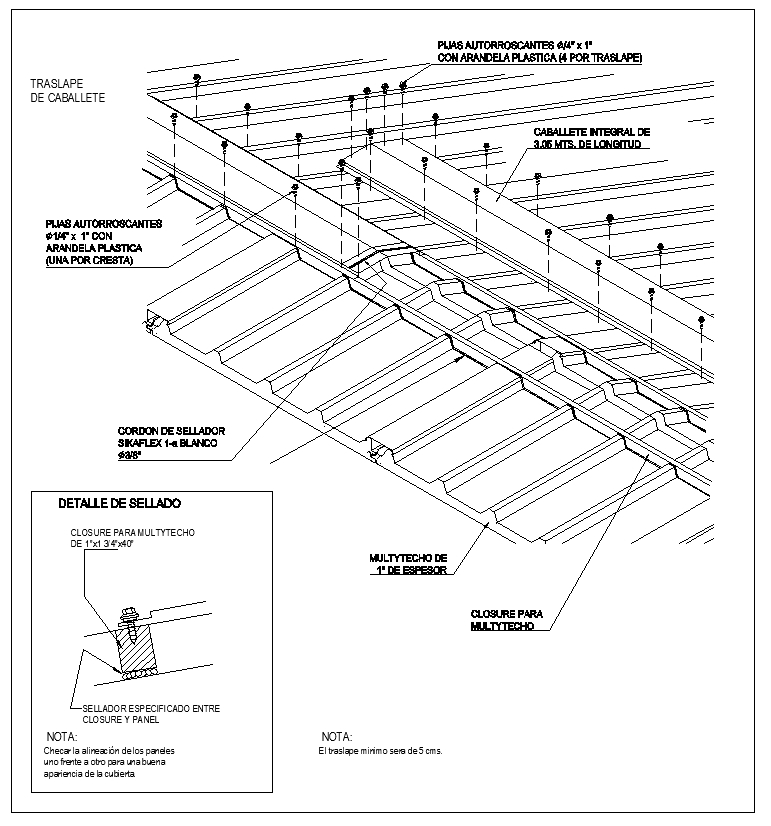 PIJAS AUTORROSCANTES Ø/4" x 1"
CON ARANDELA PLASTICA (4 POR TRASLAPE)
TRASLAPE
DE CABALLETE
CABALLETE INTEGRAL DE
3.05 MTS. DE LONGITUD
PIJAS AUTORROSCANTES
Ø1/4" x 1" CON
ARANDELA PLASTICA
(UNA POR CRESTA)
CORDON DE SELLADOR
SIKAFLEX 1-a BLANCO
Ø3/8"
DETALLE DE SELLADO
CLOSURE PARA MULTYTECHO
DE 1"x1 3/4"x40"
MULTYTECHO DE
1" DE ESPESOR
CLOSURE PARA
MULTYTECHO
SELLADOR ESPECIFICADO ENTRE
CLOSURE Y PANEL
NOTA:
Checar la alineación de los paneles
uno frente a otro para una buena
apariencia de la cubierta.
NOTA:
El traslape minimo sera de 5 cms.